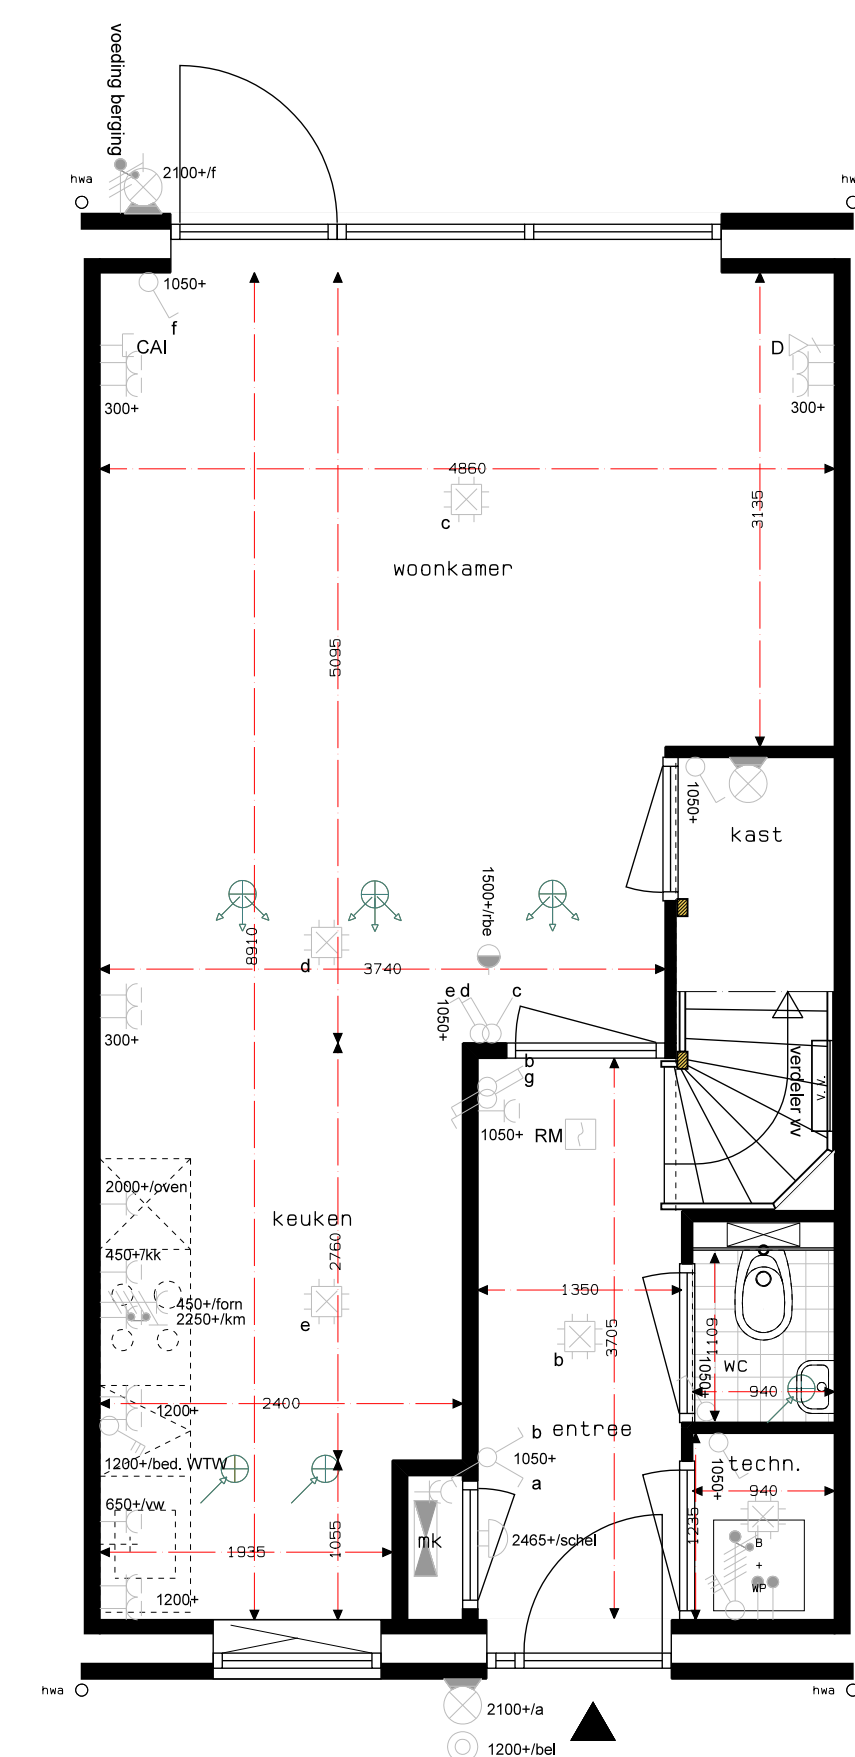 voeding berging
2100+/f
hwa
hw
1050+
f
CAI
D
300+
300+
4860
3135
c
woonkamer
5095
1050+
kast
1500+/rbe
8910
d
3740
e d
c
1050+
300+
b
g
verdeler vv
v.v.
1050+
RM
2000+/oven
keuken
2760
450+/kk
1350
450+/forn
2250+/km
3705
1109
e
b
wc
1050+
940
2400
1200+
b
entree
1050+
1200+/bed. WTW
techn.
a
1050+
940
650+/vw
1235
mk
2465+/schel
B
+
WP
1935
1055
1200+
hwa
hwa
2100+/a
1200+/bel